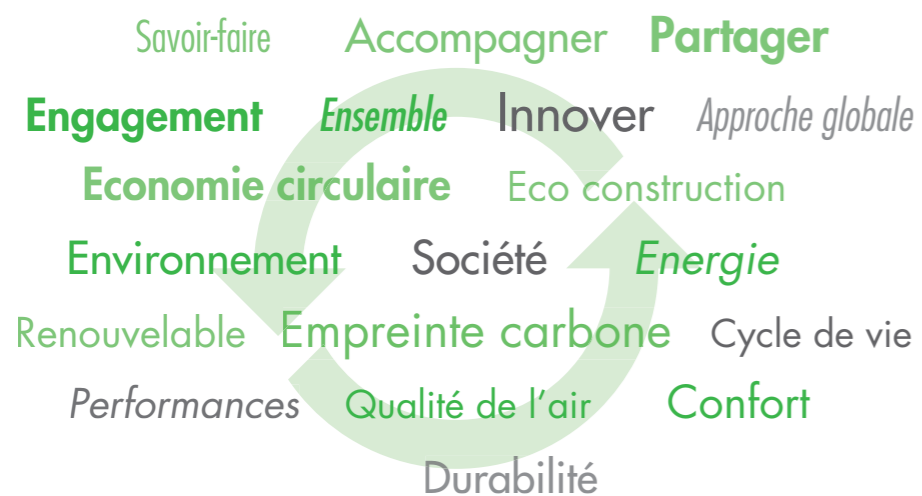 Savoir-faire Accompagner Partager
Engagement Ensemble Innover Approche globale
Economie circulaire Eco construction
Environnement Société Energie
Renouvelable Empreinte carbone Cycle de vie
Performances Qualité de l'air Confort
Durabilité